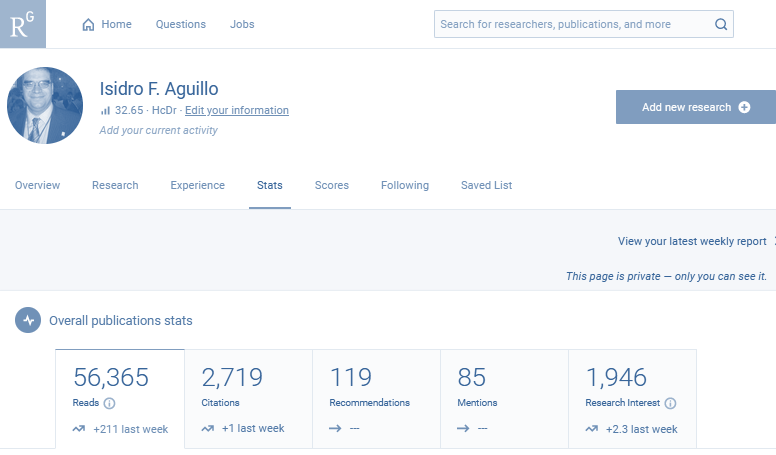 RG
Home Questions Jobs Search for researchers, publications, and more
Isidro F. Aguillo
32.65 · HcDr · Edit your information
Add new research
Add your current activity
Overview Research Experience Stats Scores Following Saved List
View your latest weekly report
This page is private — only you can see it.
Overall publications stats
56,365 2,719 119 85 1,946
Reads Citations Recommendations Mentions Research Interest
+211 last week +1 last week --- --- +2.3 last week